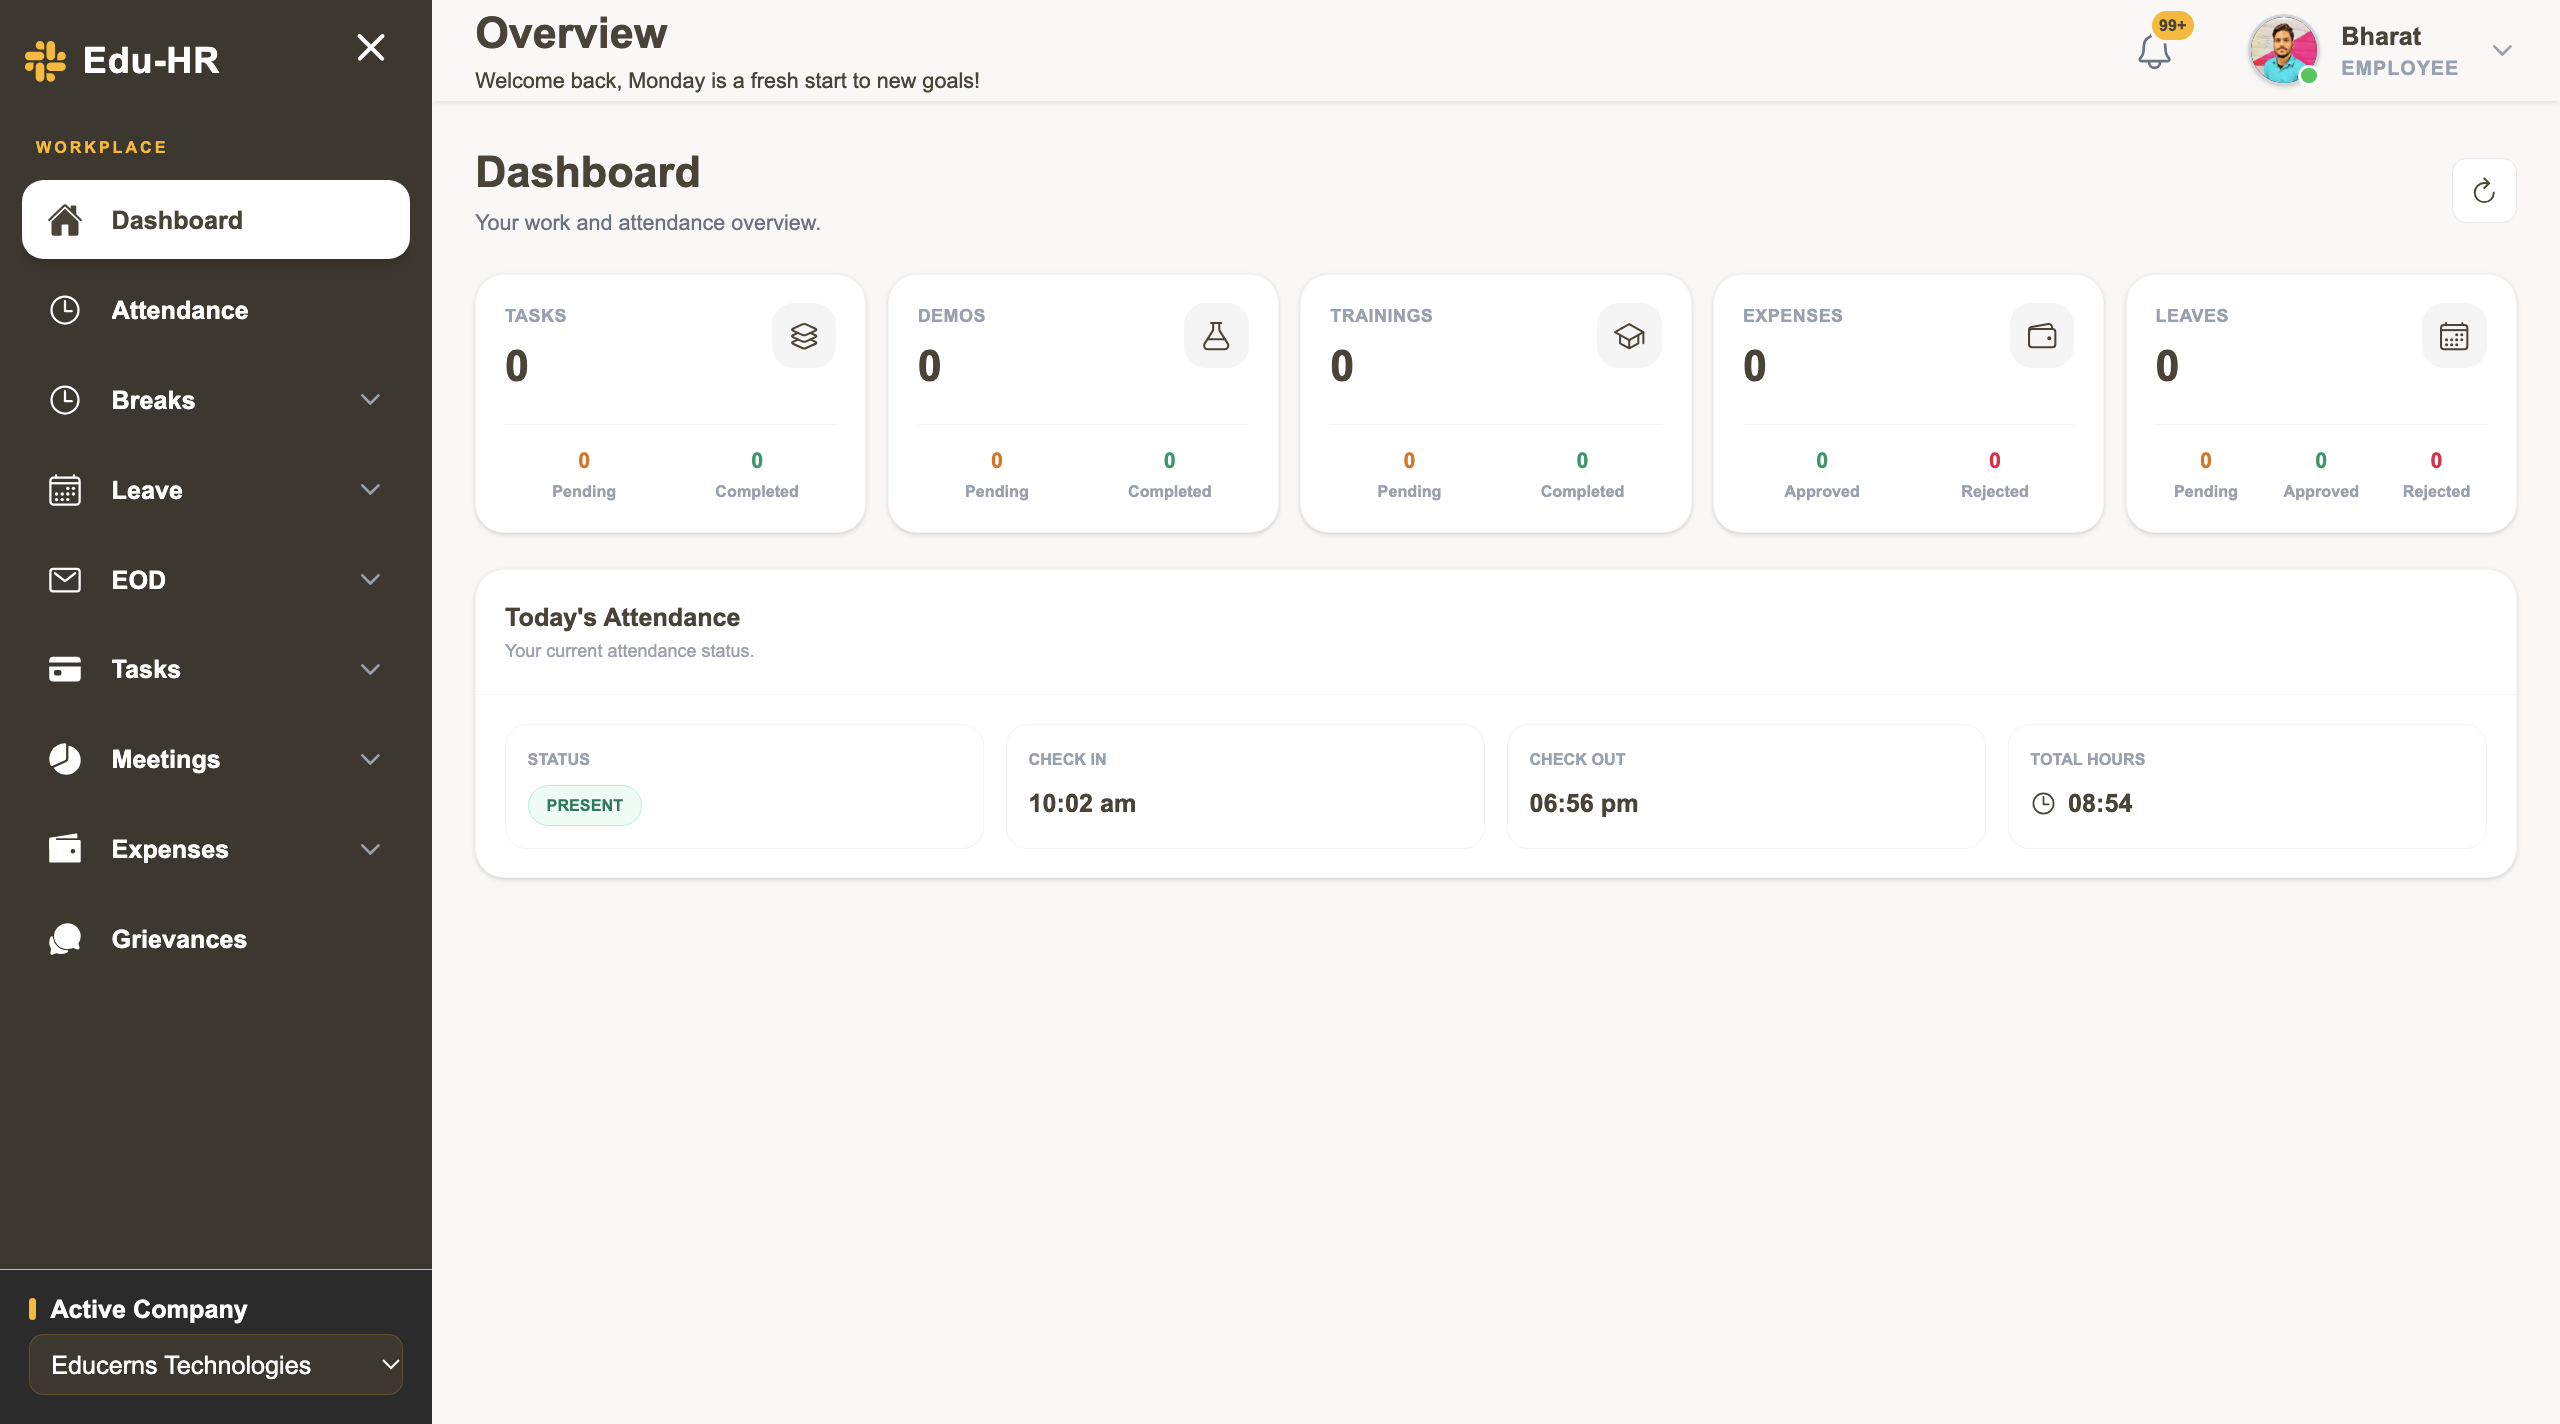 Edu-HR
WORKPLACE
Dashboard
Attendance
Breaks
Leave
EOD
Tasks
Meetings
Expenses
Grievances
Active Company
Educerns Technologies
Overview
Welcome back, Monday is a fresh start to new goals!
99+
Bharat
EMPLOYEE
Dashboard
Your work and attendance overview.
TASKS
0
0 0
Pending Completed
DEMOS
0
0 0
Pending Completed
TRAININGS
0
0 0
Pending Completed
EXPENSES
0
0 0
Approved Rejected
LEAVES
0
0 0 0
Pending Approved Rejected
Today's Attendance
Your current attendance status.
STATUS
PRESENT
CHECK IN
10:02 am
CHECK OUT
06:56 pm
TOTAL HOURS
08:54